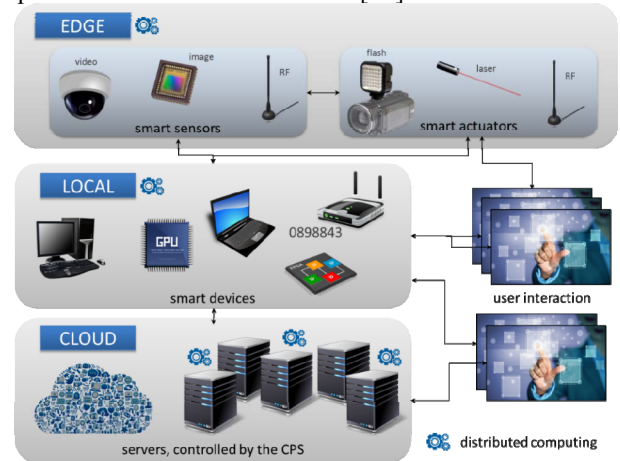 EDGE
video
image
RF
smart sensors
flash
laser
RF
smart actuators
LOCAL
GPU
0898843
smart devices
user interaction
CLOUD
servers, controlled by the CPS
distributed computing